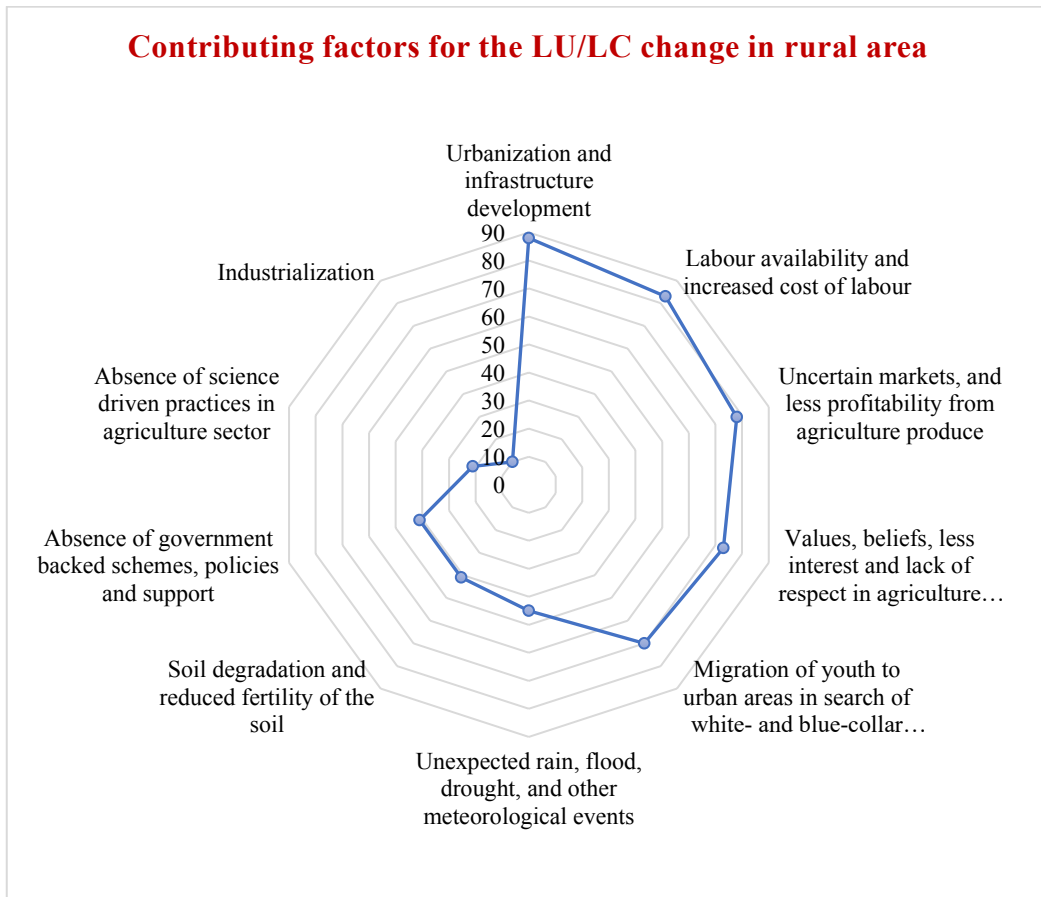 Contributing factors for the LU/LC change in rural area
Urbanization and
infrastructure
development
Labour availability and
increased cost of labour
Uncertain markets, and
less profitability from
agriculture produce
Values, beliefs, less
interest and lack of
respect in agriculture…
Migration of youth to
urban areas in search of
white- and blue-collar…
Unexpected rain, flood,
drought, and other
meteorological events
Soil degradation and
reduced fertility of the
soil
Absence of government
backed schemes, policies
and support
Absence of science
driven practices in
agriculture sector
Industrialization
90
80
70
60
50
40
30
20
10
0